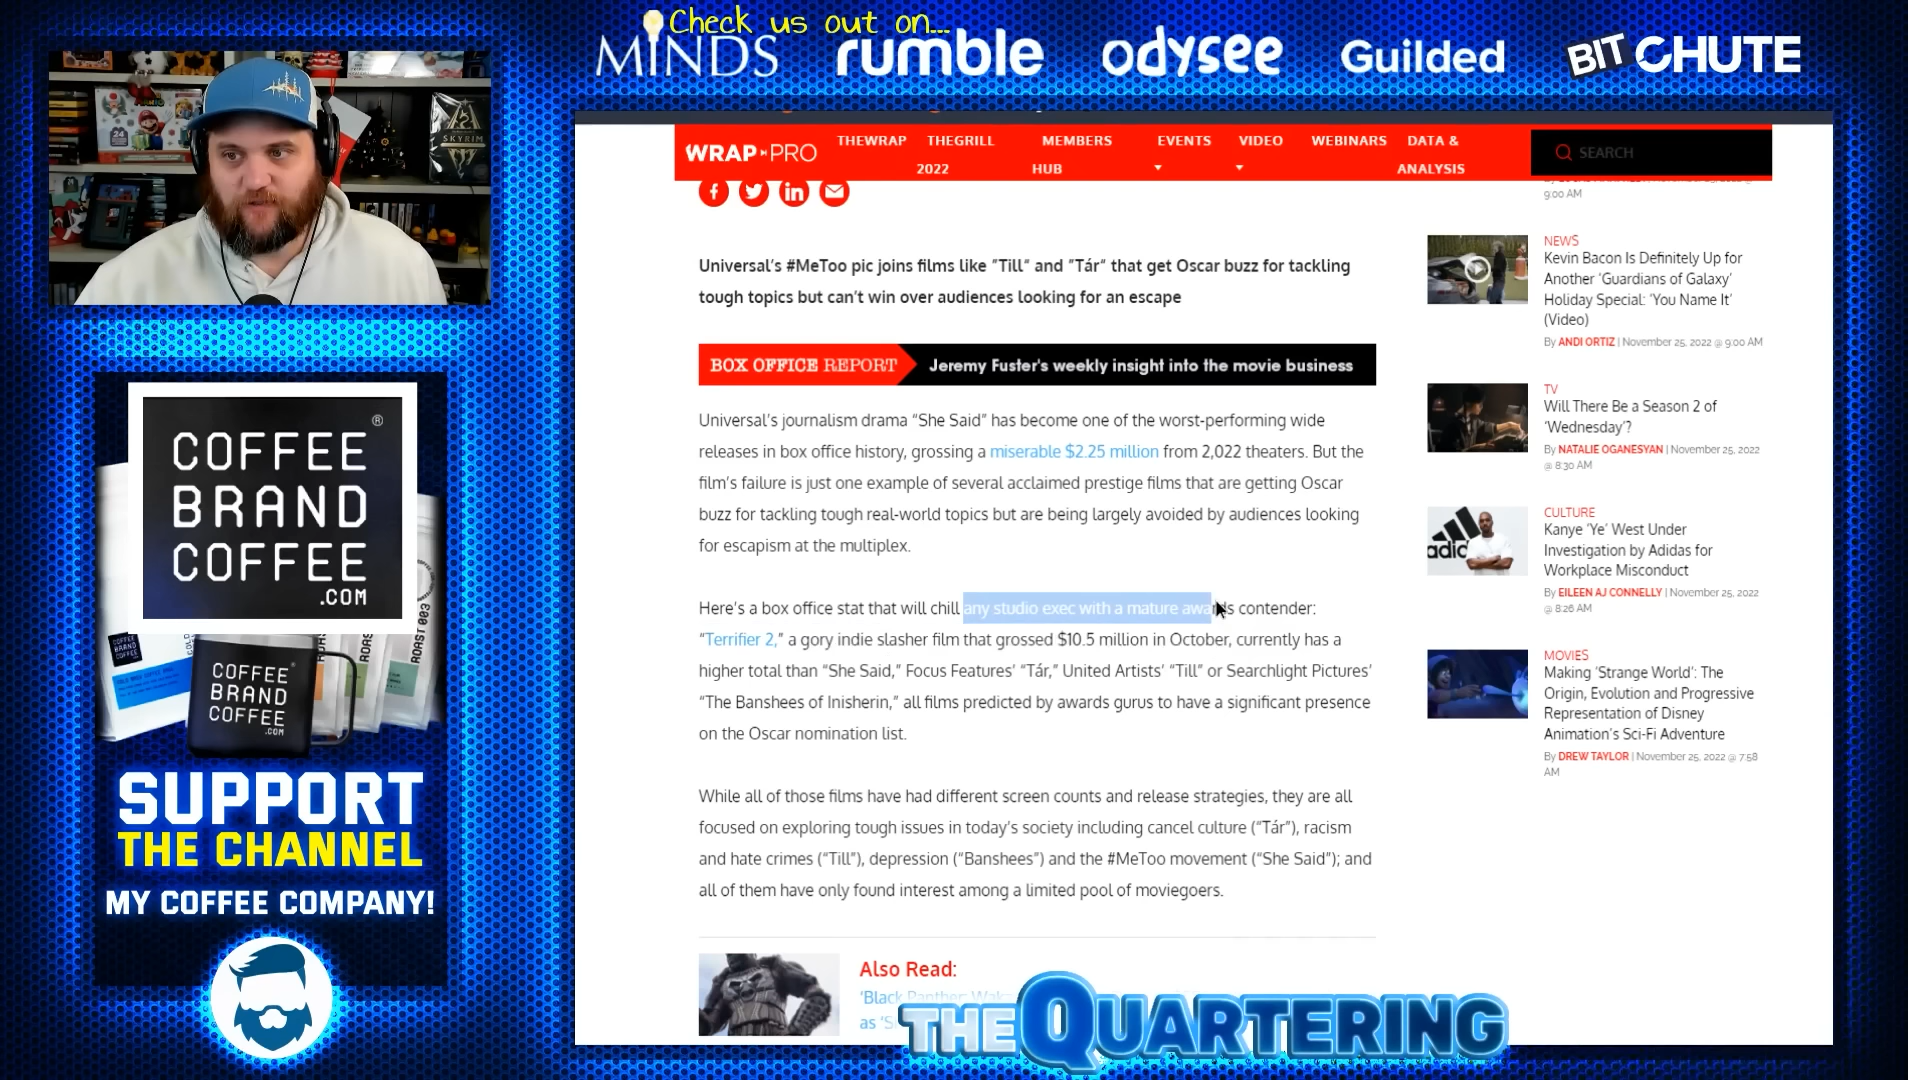 Check us out on...
MINDS
rumble
odysee
Guilded
BITCHUTE
SKYRIM
COFFEE
BRAND
COFFEE
.COM
®
COFFEE
BRAND
COFFEE
.COM
ROAST 003
SUPPORT
THE CHANNEL
MY COFFEE COMPANY!
WRAP PRO
THEWRAP
THEGRILL
2022
MEMBERS
HUB
EVENTS
VIDEO
WEBINARS
DATA &
ANALYSIS
SEARCH
Universal's #MeToo pic joins films like "Till" and "Tár" that get Oscar buzz for tackling
tough topics but can't win over audiences looking for an escape
BOX OFFICE REPORT
Jeremy Fuster's weekly insight into the movie business
Universal's journalism drama “She Said” has become one of the worst-performing wide
releases in box office history, grossing a miserable $2.25 million from 2,022 theaters. But the
film's failure is just one example of several acclaimed prestige films that are getting Oscar
buzz for tackling tough real-world topics but are being largely avoided by audiences looking
for escapism at the multiplex.
Here's a box office stat that will chill any studio exec with a mature awards contender:
“Terrifier 2,” a gory indie slasher film that grossed $10.5 million in October, currently has a
higher total than “She Said,” Focus Features' “Tár,” United Artists' “Till” or Searchlight Pictures'
“The Banshees of Inisherin,” all films predicted by awards gurus to have a significant presence
on the Oscar nomination list.
While all of those films have had different screen counts and release strategies, they are all
focused on exploring tough issues in today's society including cancel culture (“Tár”), racism
and hate crimes (“Till”), depression (“Banshees”) and the #MeToo movement (“She Said”); and
all of them have only found interest among a limited pool of moviegoers.
Also Read:
‘Black Panther:
as ‘S
THE QUARTERING
9:00 AM
NEWS
Kevin Bacon Is Definitely Up for
Another ‘Guardians of Galaxy’
Holiday Special: ‘You Name It’
(Video)
By ANDI ORTIZ | November 25, 2022 @ 9:00 AM
TV
Will There Be a Season 2 of
‘Wednesday’?
By NATALIE OGANESYAN | November 25, 2022
@ 8:30 AM
CULTURE
Kanye ‘Ye’ West Under
Investigation by Adidas for
Workplace Misconduct
By EILEEN AJ CONNELLY | November 25, 2022
@ 8:26 AM
adic
MOVIES
Making ‘Strange World’: The
Origin, Evolution and Progressive
Representation of Disney
Animation's Sci-Fi Adventure
By DREW TAYLOR | November 25, 2022 @ 7:58
AM